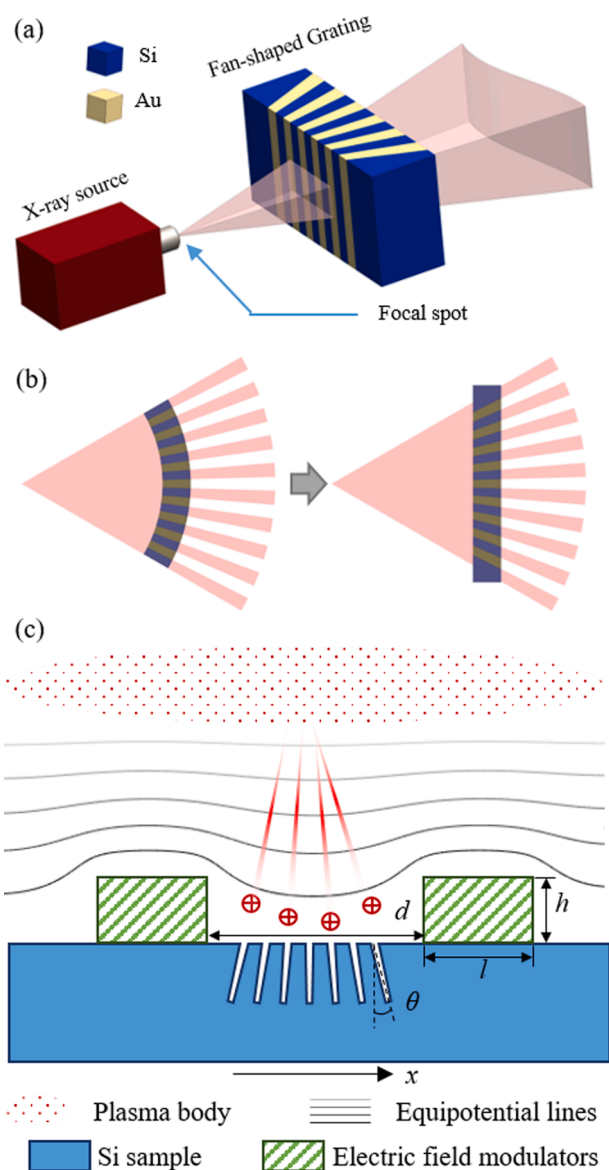 (a)
Si
Au
Fan-shaped Grating
X-ray source
Focal spot
(b)
(c)
d
h
l
θ
x
Plasma body
Equipotential lines
Si sample
Electric field modulators